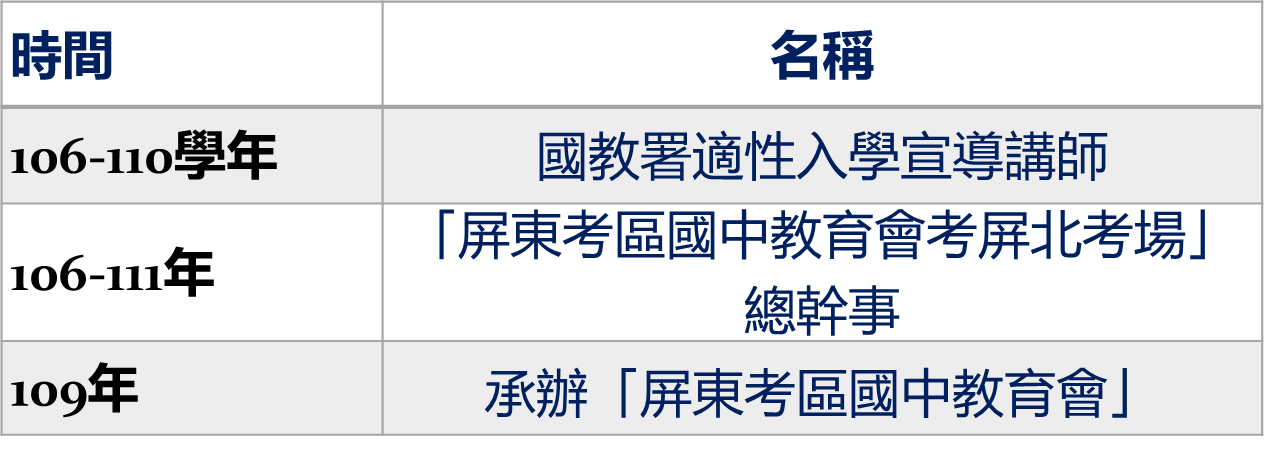 時間 名稱
106-110學年 國教署適性入學宣導講師
106-111年 「屏東考區國中教育會考屏北考場」
總幹事
109年 承辦「屏東考區國中教育會」